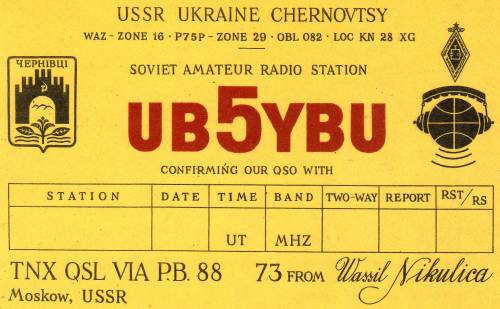 USSR UKRAINE CHERNOVTSY
WAZ - ZONE 16 · P75P - ZONE 29 · OBL 082 · LOC KN 28 XG
ЧЕРНІВЦІ
SOVIET AMATEUR RADIO STATION
UB5YBU
CONFIRMING OUR QSO WITH
STATION DATE TIME BAND TWO-WAY REPORT RST/RS
UT MHZ
TNX QSL VIA P.B. 88 73 FROM Wassil Nikulica
Moskow, USSR